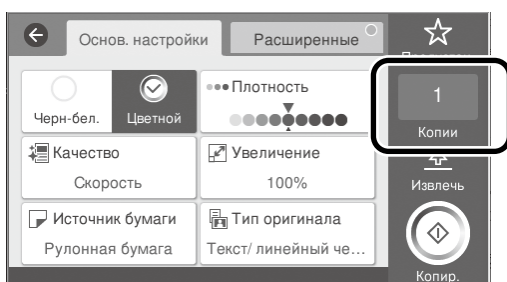 Основ. настройки
Расширенные
Черн-бел.
Цветной
Плотность
1
Копии
Качество
Скорость
Увеличение
100%
Извлечь
Источник бумаги
Рулонная бумага
Тип оригинала
Текст/ линейный че...
Копир.